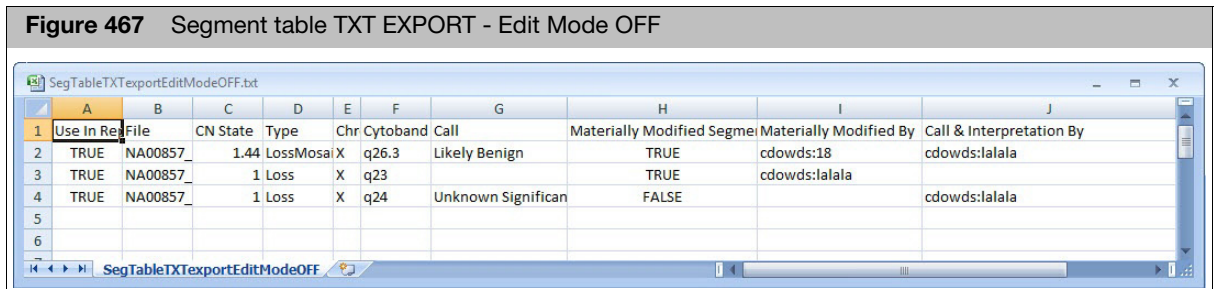 Figure 467 Segment table TXT EXPORT - Edit Mode OFF
SegTableTXTexportEditModeOFF.txt
A B C D E F G H I J
1 Use In Re File CN State Type Chr Cytoband Call Materially Modified Segme Materially Modified By Call & Interpretation By
2 TRUE NA00857_ 1.44 LossMosai X q26.3 Likely Benign TRUE cdowds:18 cdowds:lalala
3 TRUE NA00857_ 1 Loss X q23 TRUE cdowds:lalala
4 TRUE NA00857_ 1 Loss X q24 Unknown Significan FALSE cdowds:lalala
5
6
SegTableTXTexportEditModeOFF